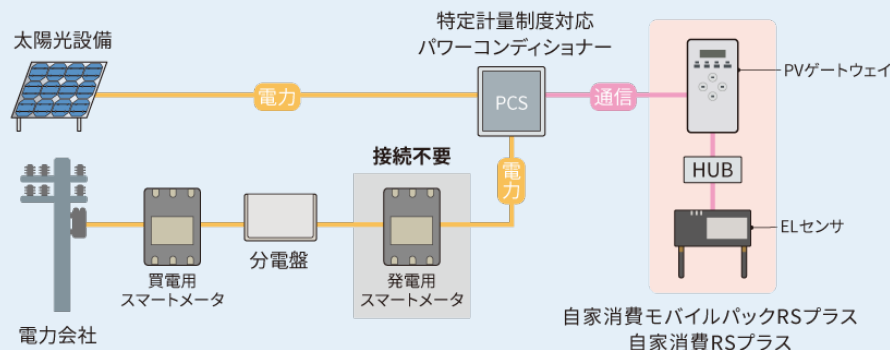 特定計量制度対応
パワーコンディショナー
太陽光設備
電力
PCS
通信
PVゲートウェイ
接続不要
電力
HUB
ELセンサ
分電盤
買電用
スマートメータ
発電用
スマートメータ
電力会社
自家消費モバイルパックRSプラス
自家消費RSプラス